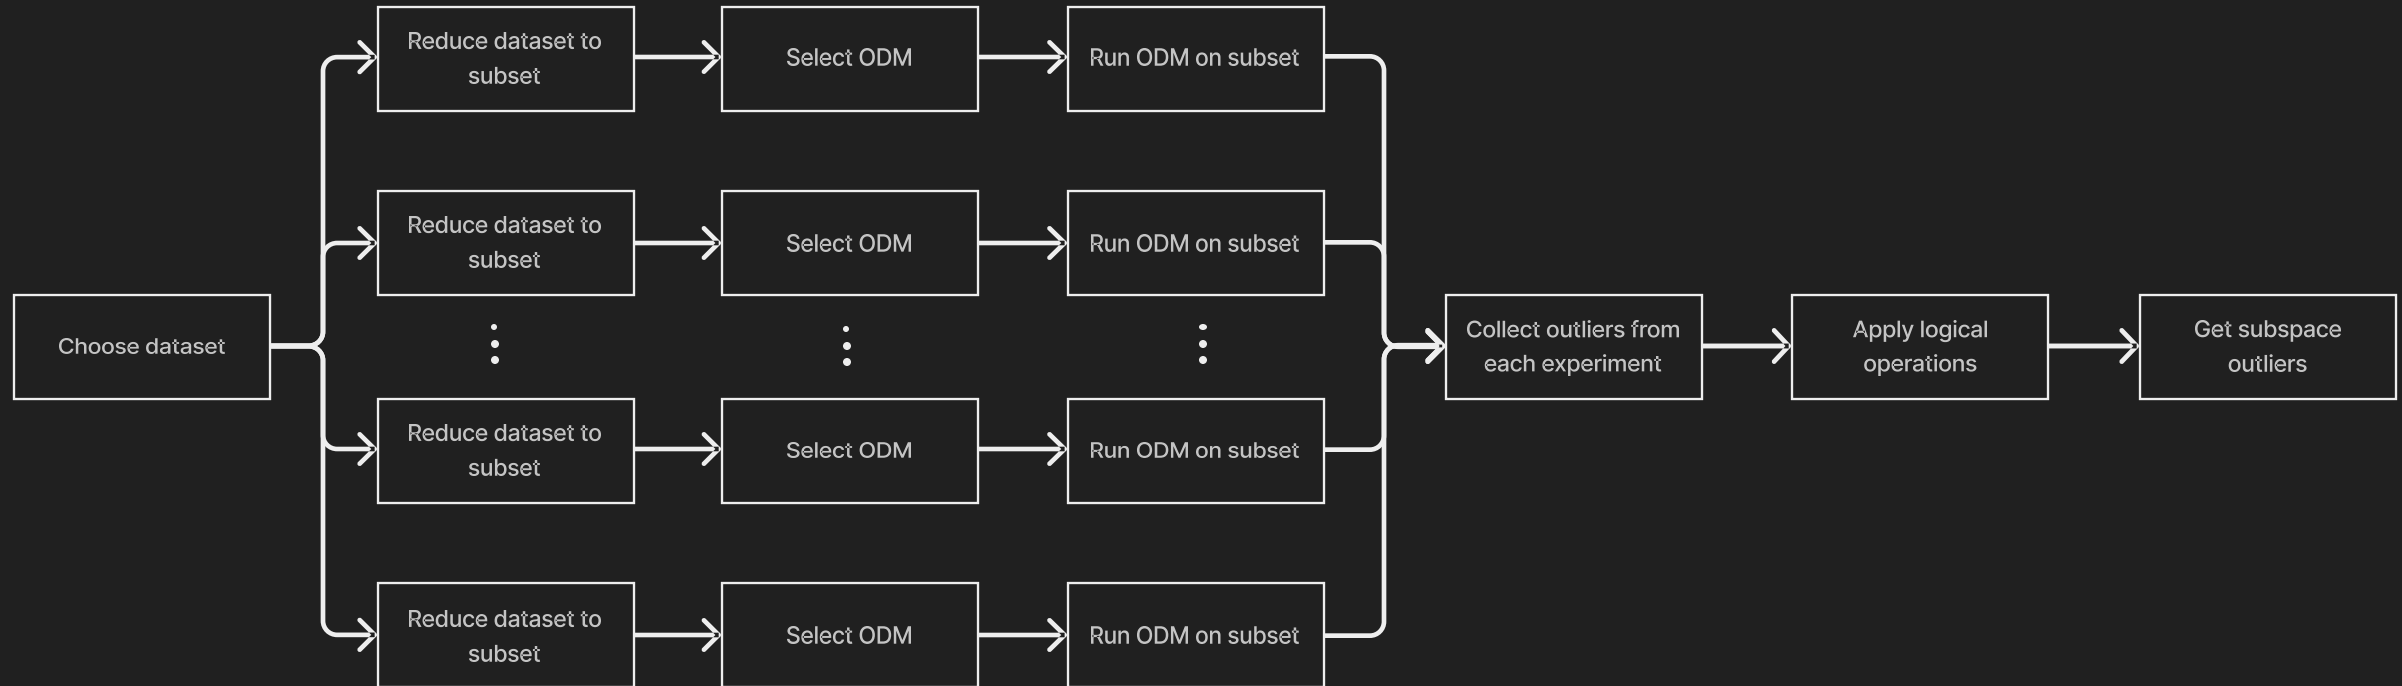 Reduce dataset to
subset
Select ODM
Run ODM on subset
Reduce dataset to
subset
Select ODM
Run ODM on subset
Choose dataset
Collect outliers from
each experiment
Apply logical
operations
Get subspace
outliers
Reduce dataset to
subset
Select ODM
Run ODM on subset
Reduce dataset to
subset
Select ODM
Run ODM on subset